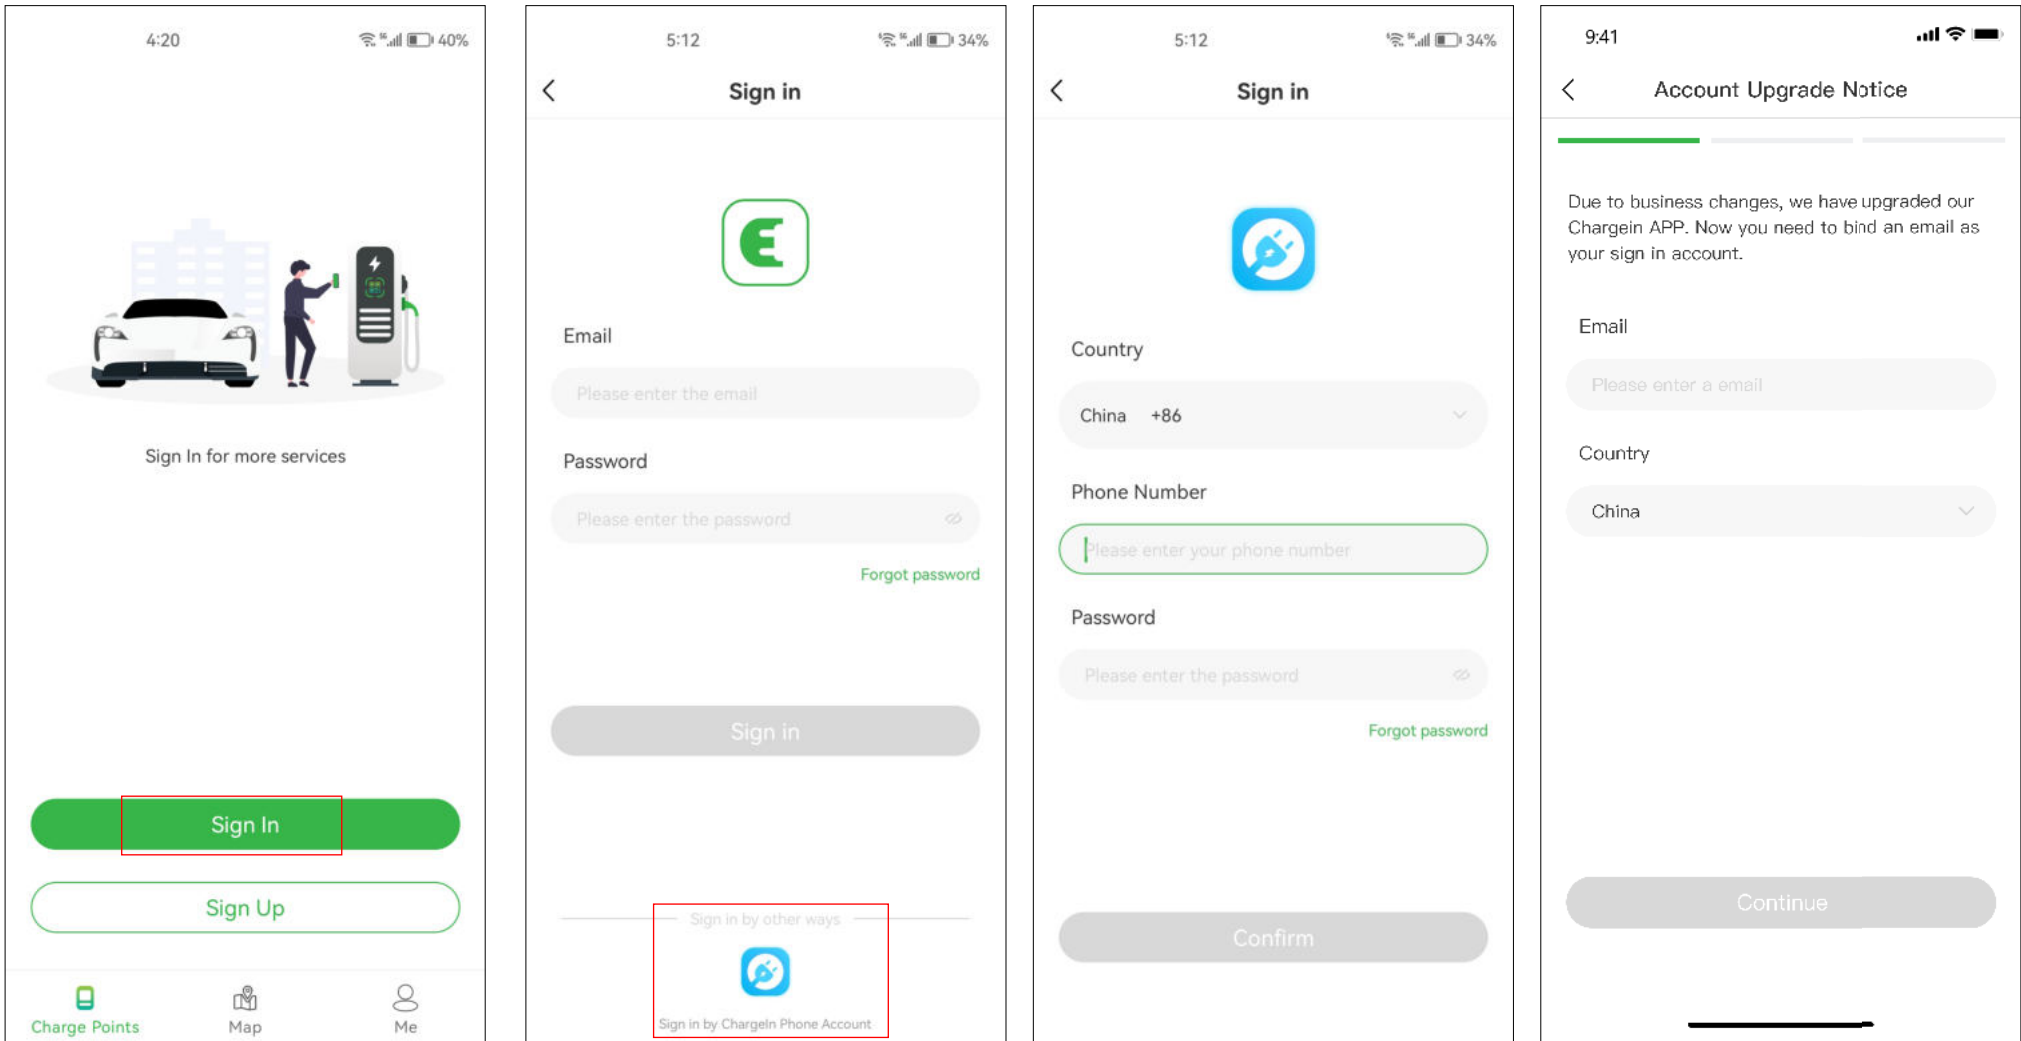 4:20
40%
Sign In for more services
Sign In
Sign Up
Charge Points
Map
Me
5:12
34%
Sign in
Email
Please enter the email
Password
Please enter the password
Forgot password
Sign in
Sign in by other ways
Sign in by ChargeIn Phone Account
5:12
34%
Sign in
Country
China +86
Phone Number
Please enter your phone number
Password
Please enter the password
Forgot password
Confirm
9:41
Account Upgrade Notice
Due to business changes, we have upgraded our
Chargein APP. Now you need to bind an email as
your sign in account.
Email
Please enter a email
Country
China
Continue